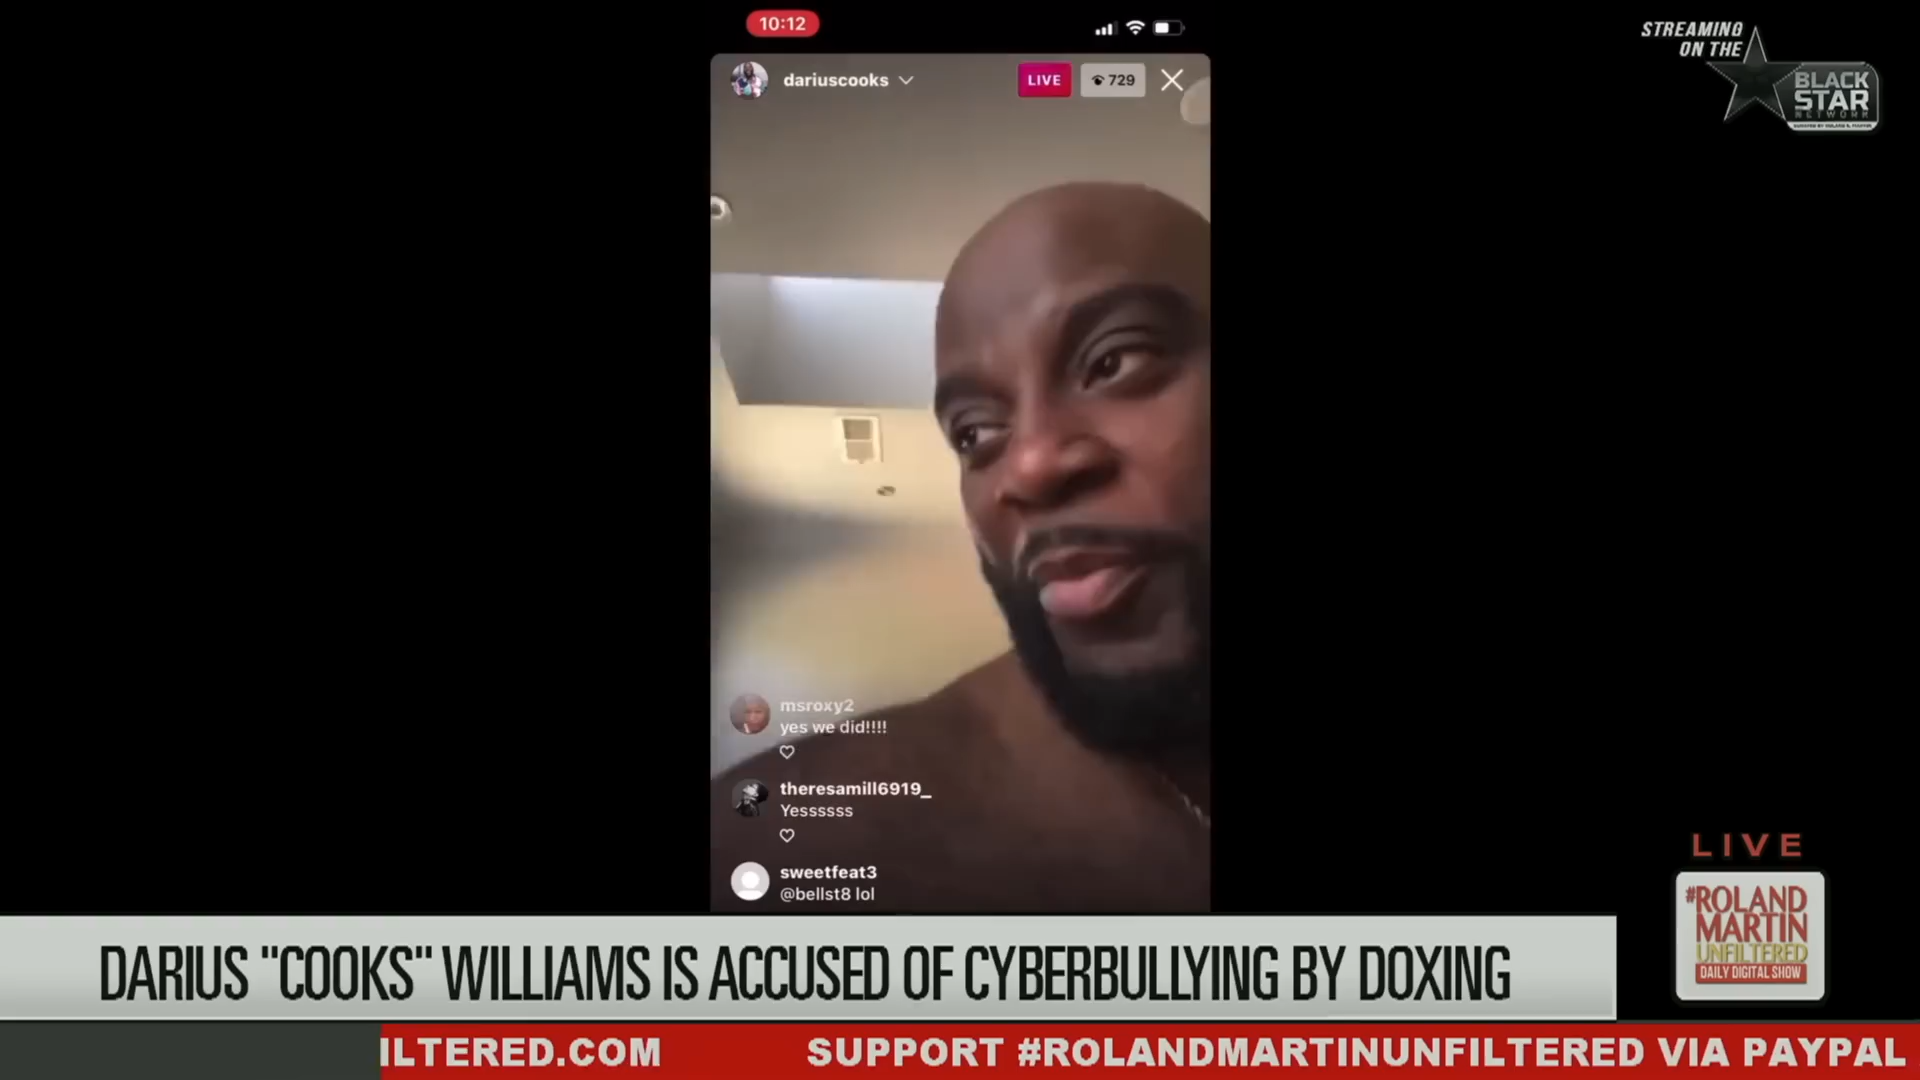 10:12
STREAMING
ON THE
BLACK
STAR
NETWORK
dariuscooks
LIVE
729
msroxy2
yes we did!!!!
theresamill6919_
Yessssss
sweetfeat3
@bellst8 lol
LIVE
#ROLAND
MARTIN
UNFILTERED
DAILY DIGITAL SHOW
DARIUS "COOKS" WILLIAMS IS ACCUSED OF CYBERBULLYING BY DOXING
ILTERED.COM SUPPORT #ROLANDMARTINUNFILTERED VIA PAYPAL